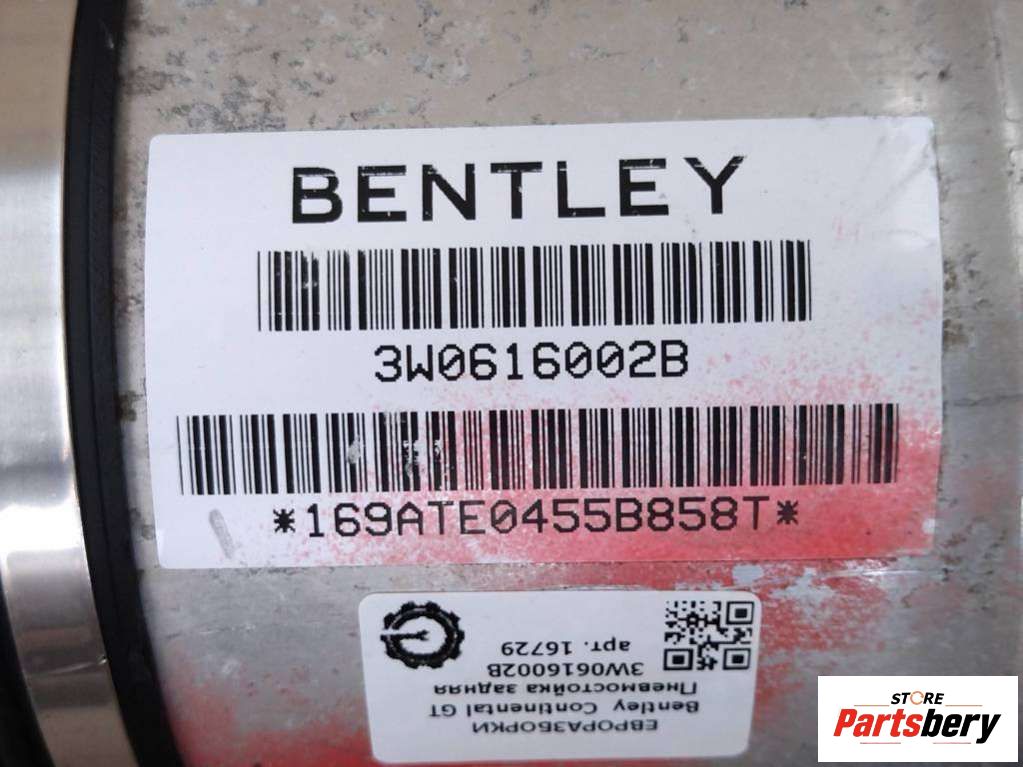 BENTLEY
3W0616002B
*169ATE0455B858T*
ЕВРОРАЗБОРКИ
Bentley Continental GT
Пневмостойка задняя
3W0616002B
арт. 16729
STORE
Partsbery